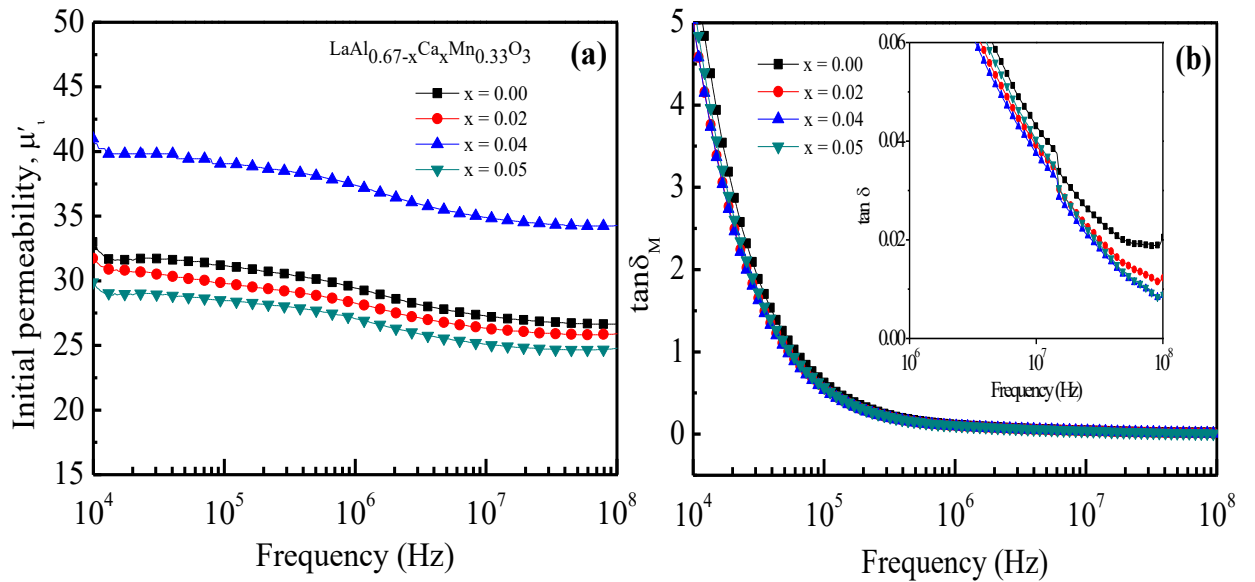 50
45
40
35
30
25
20
15
Initial permeability, μ′ι
LaAl0.67-xCaxMn0.33O3
(a)
x = 0.00
x = 0.02
x = 0.04
x = 0.05
10^4 10^5 10^6 10^7 10^8
Frequency (Hz)
5
4
3
2
1
0
tanδM
x = 0.00
x = 0.02
x = 0.04
x = 0.05
(b)
0.06
0.04
0.02
0.00
tan δ
10^6 10^7 10^8
Frequency (Hz)
10^4 10^5 10^6 10^7 10^8
Frequency (Hz)